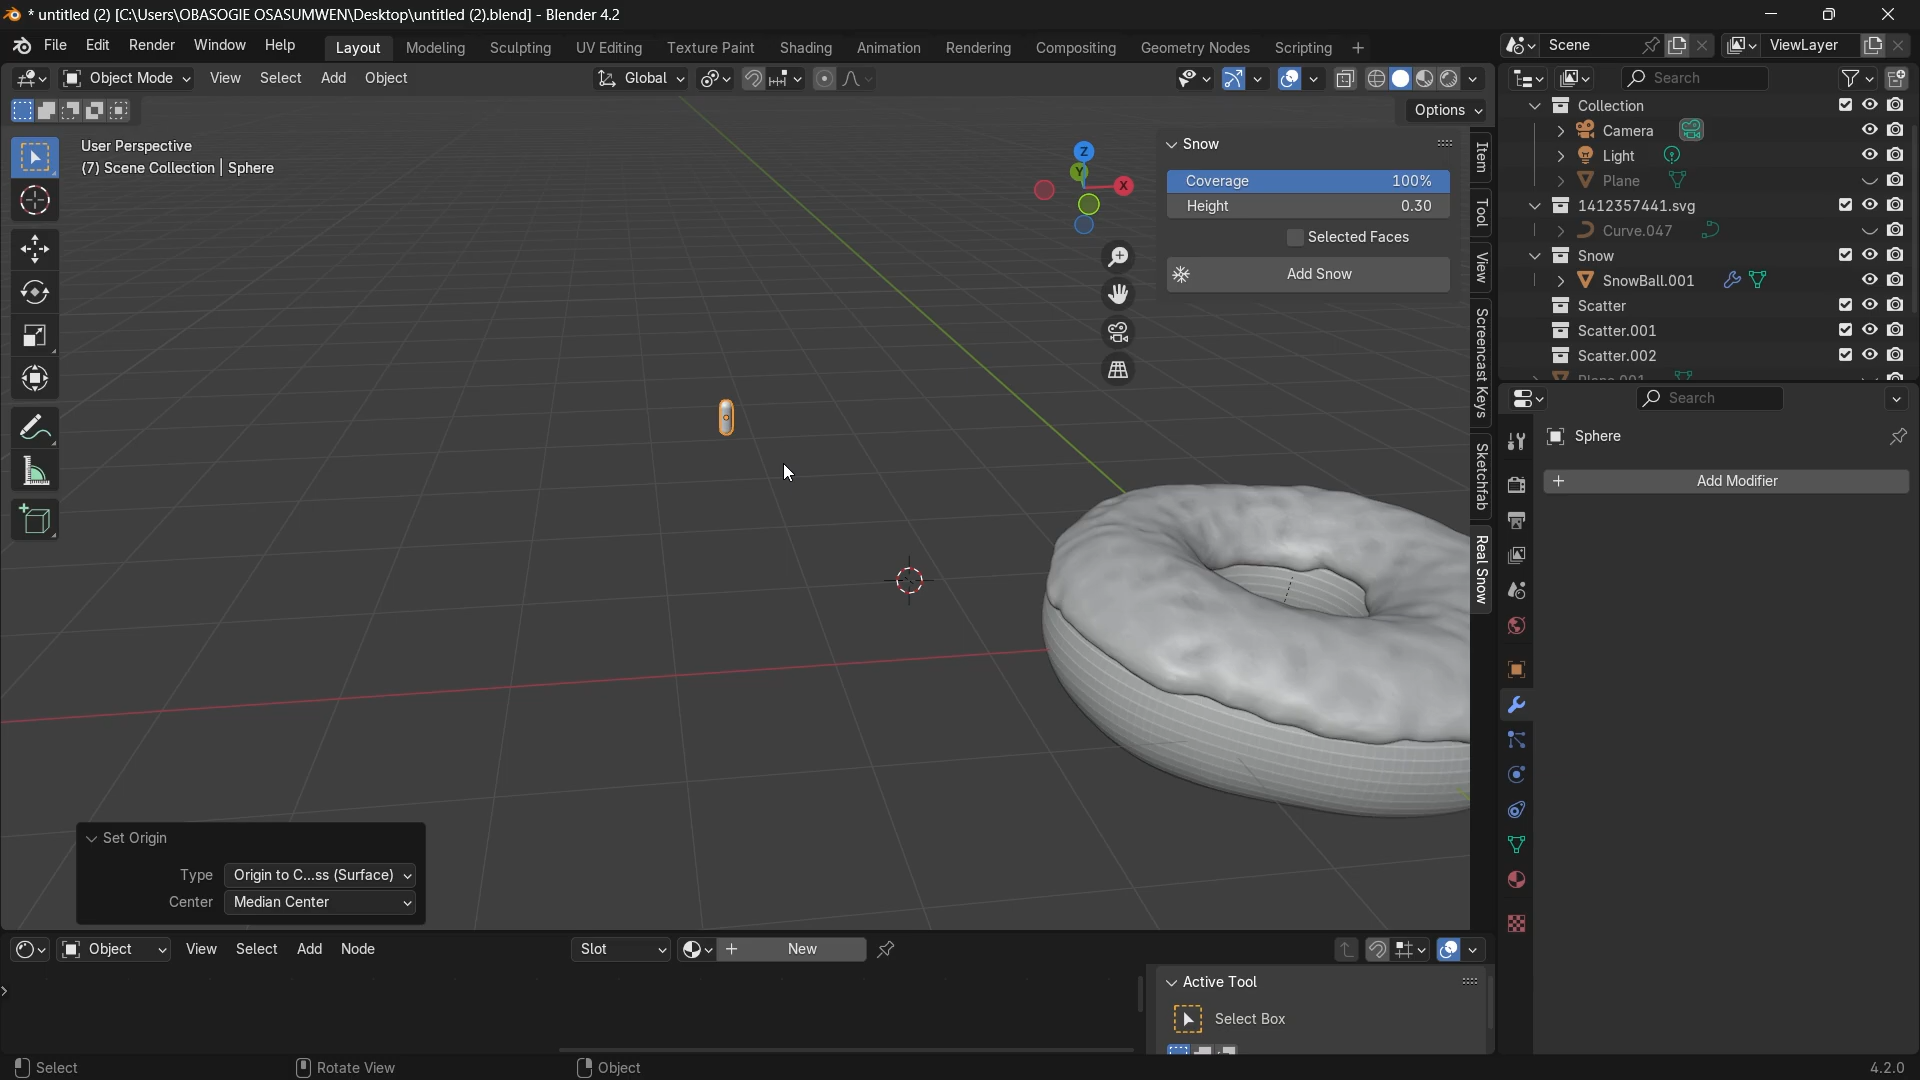 * untitled (2) [C:\Users\OBASOGIE OSASUMWEN\Desktop\untitled (2).blend] - Blender 4.2
File Edit Render Window Help
Layout Modeling Sculpting UV Editing Texture Paint Shading Animation Rendering Compositing Geometry Nodes Scripting +
Scene
ViewLayer
Object Mode View Select Add Object
Global
Options
User Perspective
(7) Scene Collection | Sphere
Z
Y
X
Snow
Coverage 100%
Height 0.30
Selected Faces
Add Snow
Item
Tool
View
Screencast Keys
Sketchfab
Real Snow
Search
Collection
Camera
Light
Plane
1412357441.svg
Curve.047
Snow
SnowBall.001
Scatter
Scatter.001
Scatter.002
Plane.001
Search
Sphere
+ Add Modifier
Set Origin
Type Origin to C...ss (Surface)
Center Median Center
Object View Select Add Node
Slot
+ New
Active Tool
Select Box
Select
Rotate View
Object
4.2.0